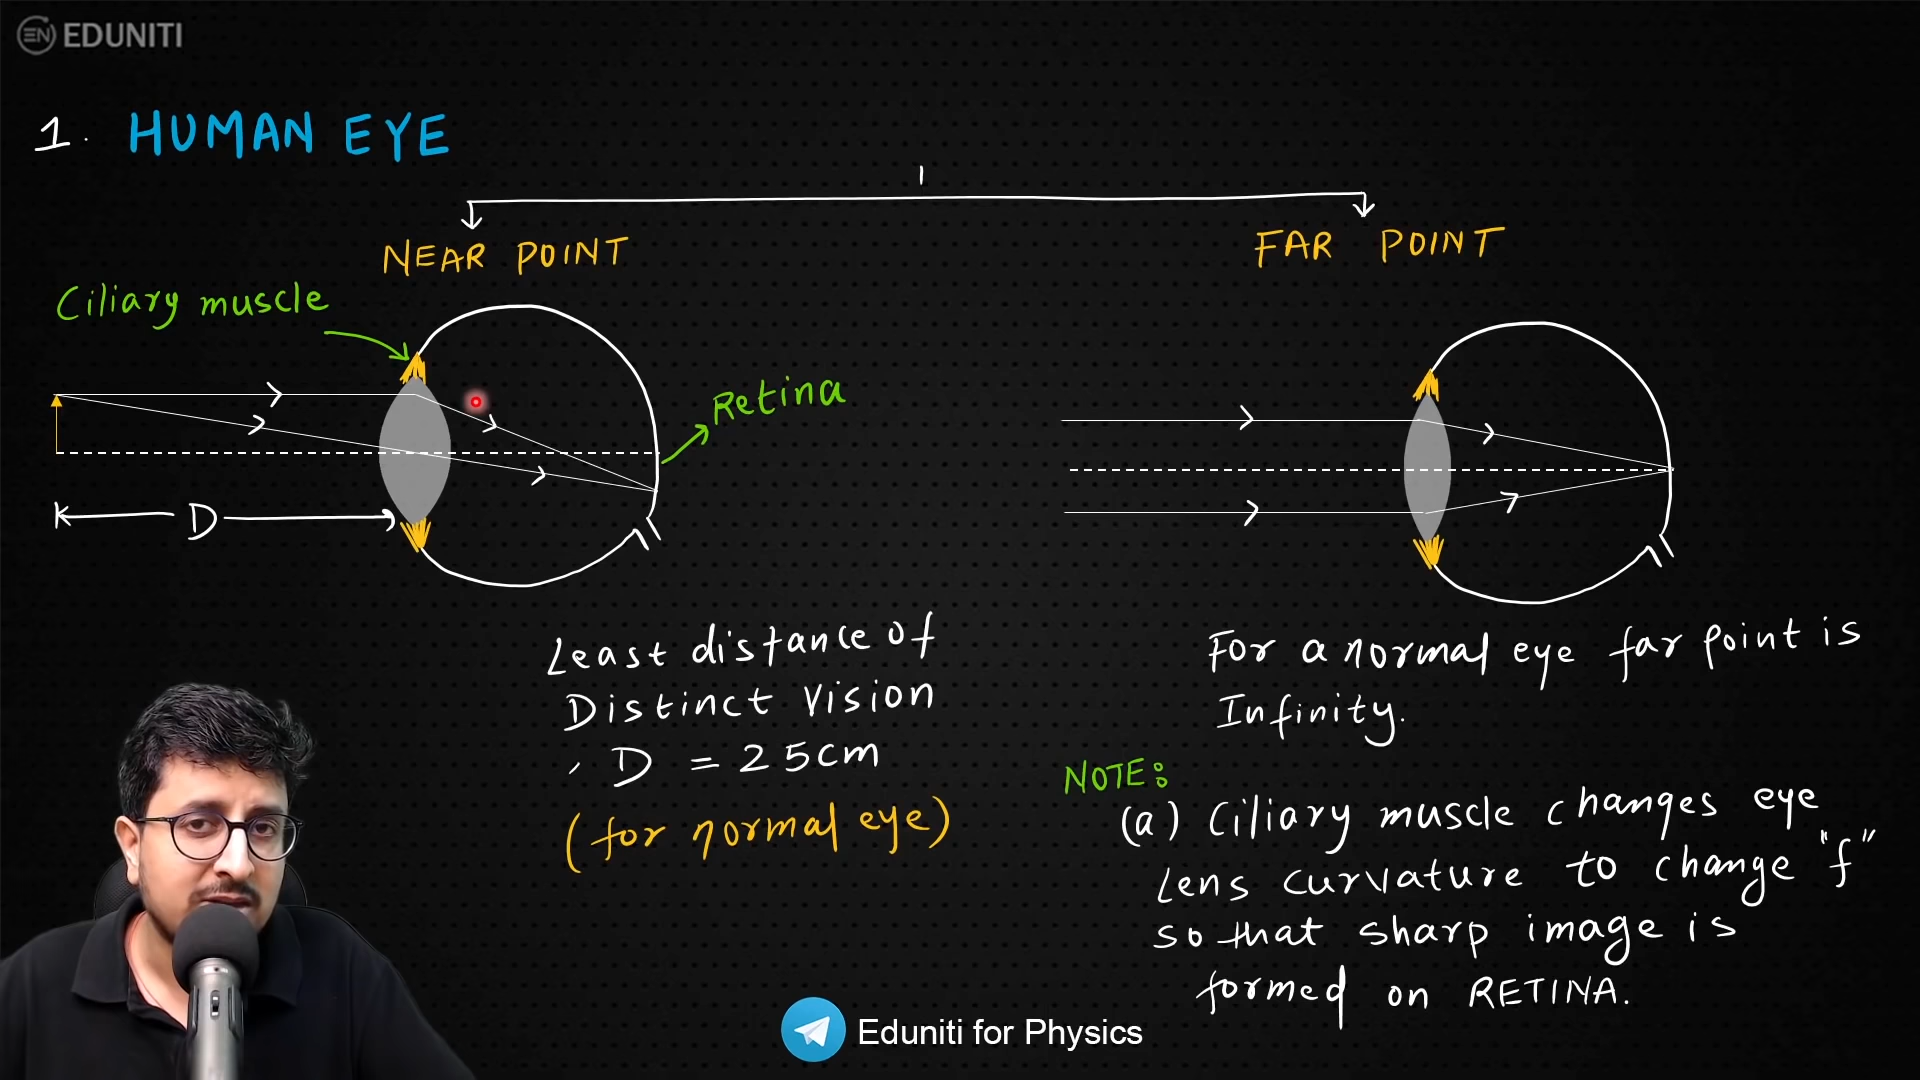 EN EDUNITI
1. HUMAN EYE
NEAR POINT
FAR POINT
Ciliary muscle
Retina
D
Least distance of
Distinct Vision
D = 25cm
(for normal eye)
For a normal eye far point is
Infinity.
NOTE:
(a) Ciliary muscle changes eye
Lens curvature to change "f"
so that sharp image is
formed on RETINA.
Eduniti for Physics